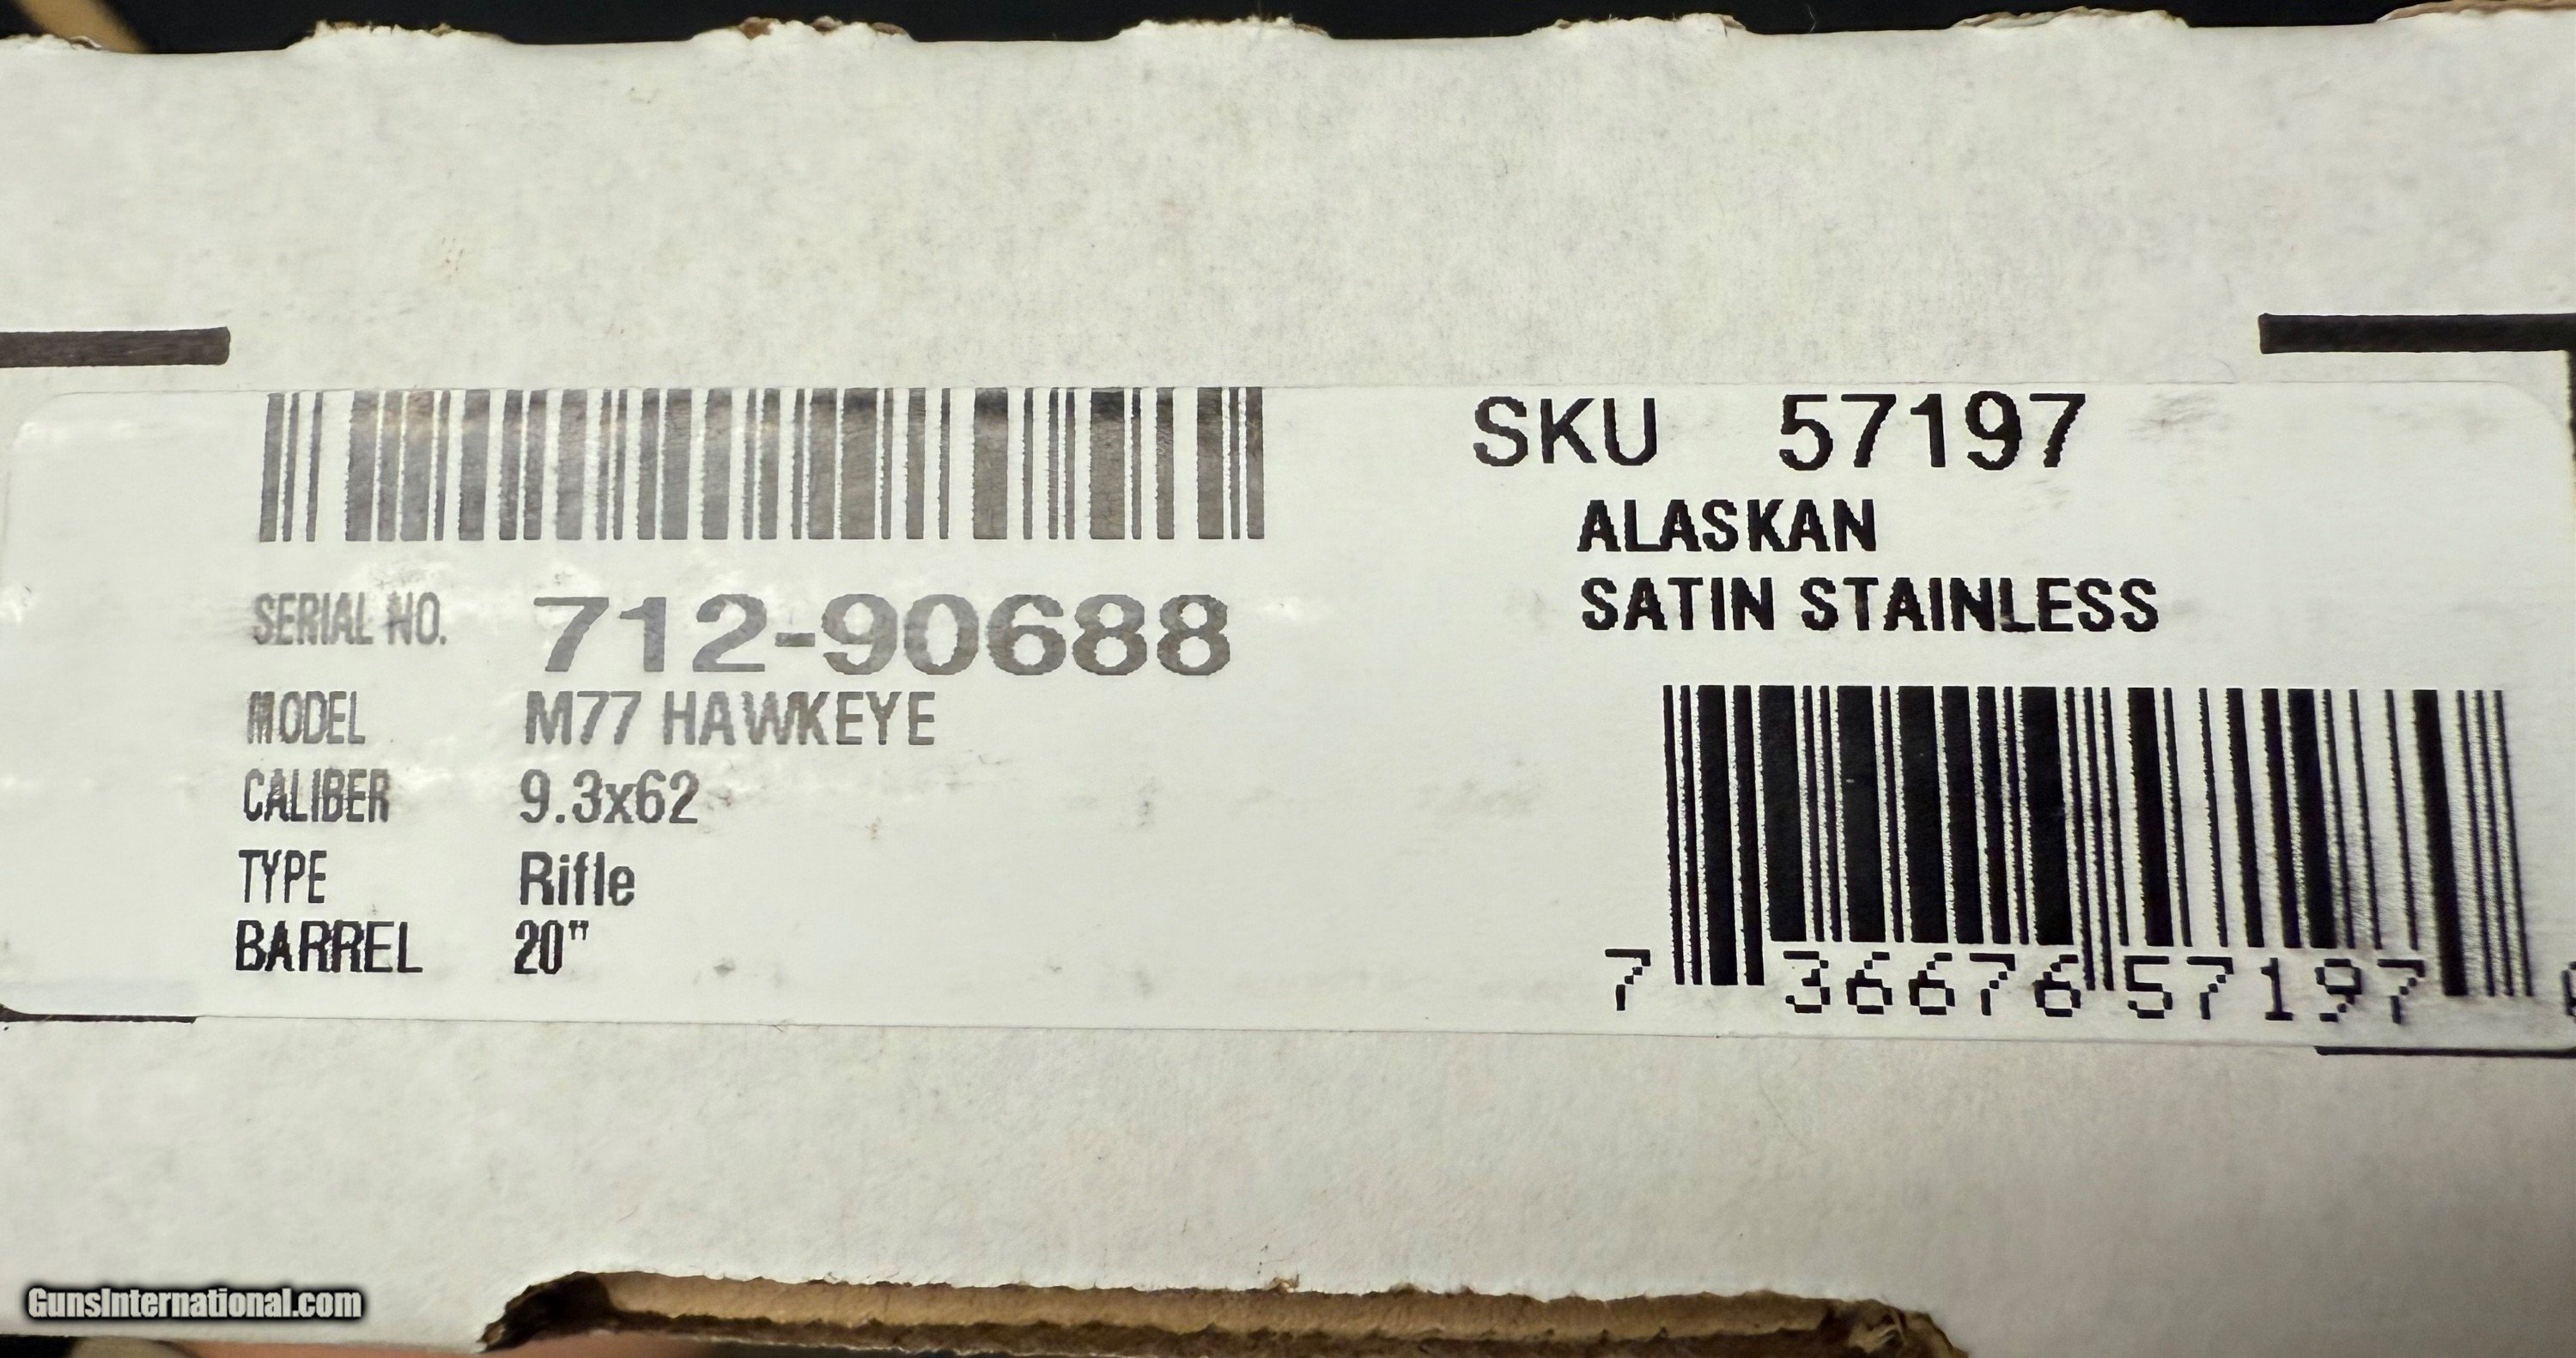 SERIAL NO. 712-90688
MODEL M77 HAWKEYE
CALIBER 9.3x62
TYPE Rifle
BARREL 20"
SKU 57197
ALASKAN
SATIN STAINLESS
7 36676 57197
GunsInternational.com